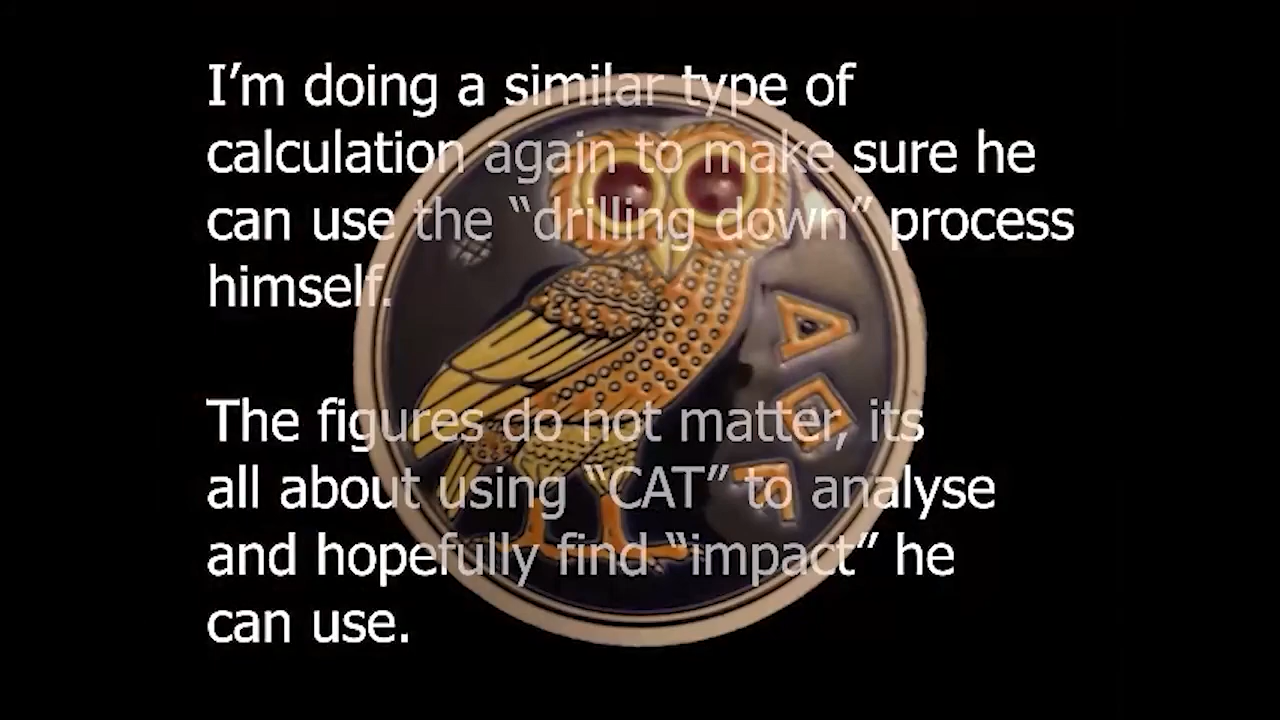 I’m doing a similar type of
calculation again to make sure he
can use the “drilling down” process
himself.
The figures do not matter, its
all about using “CAT” to analyse
and hopefully find “impact” he
can use.
ΑΘΕ